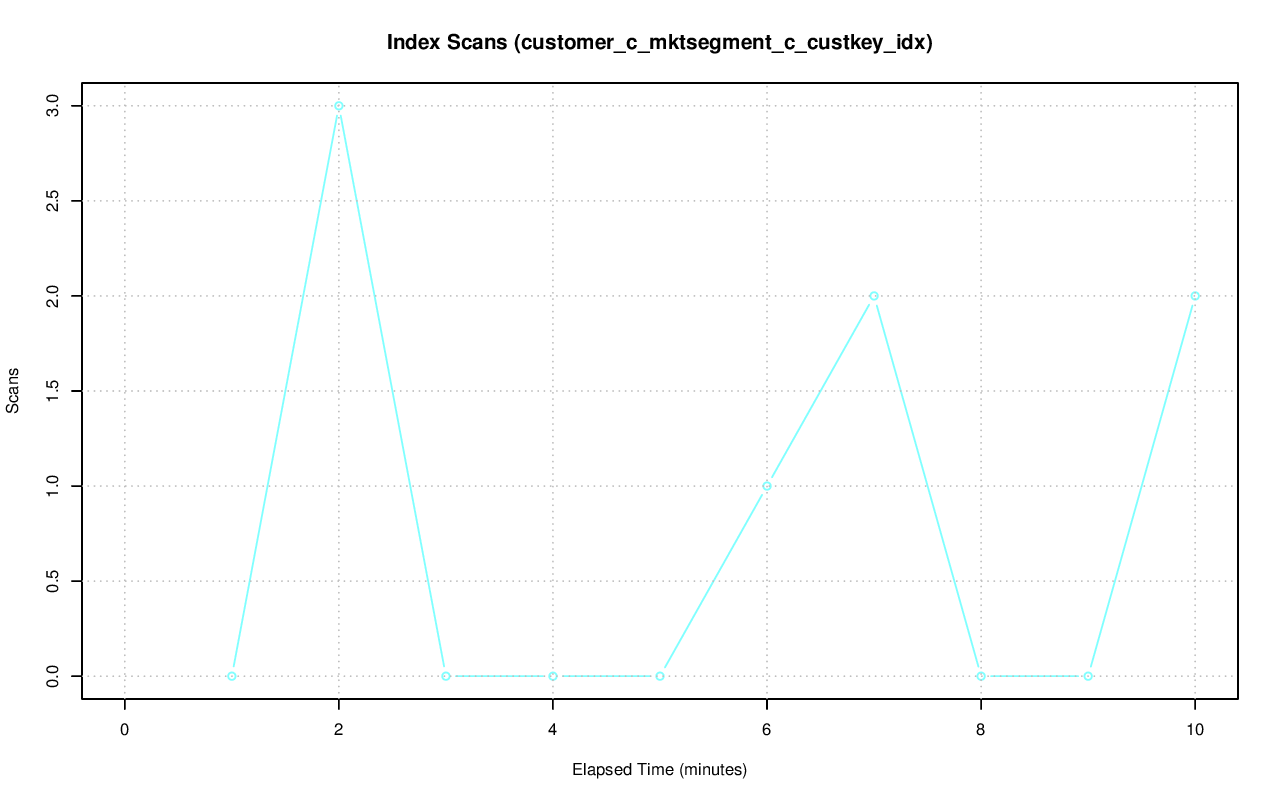 Index Scans (customer_c_mktsegment_c_custkey_idx)
3.0
2.5
2.0
1.5
1.0
0.5
0.0
Scans
0 2 4 6 8 10
Elapsed Time (minutes)